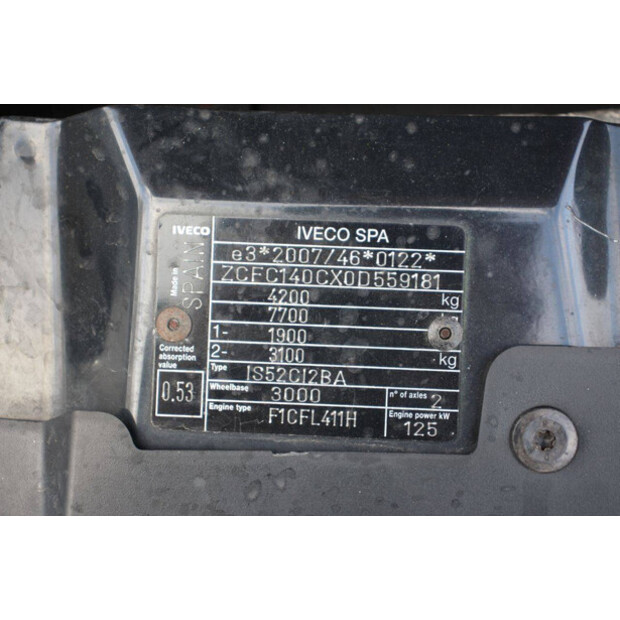 IVECO
IVECO SPA
Made in
SPAIN
e3*2007/46*0122*
ZCFC140CX0D559181
4200 kg
7700
1- 1900
2- 3100 kg
Corrected
absorption
value
0.53
Type IS52CI2BA
Wheelbase 3000
n° of axles 2
Engine type F1CFL411H
Engine power kW
125